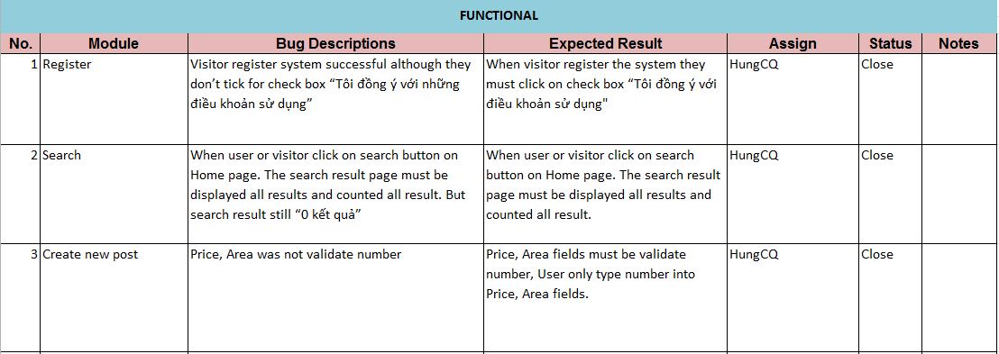 FUNCTIONAL
No. Module Bug Descriptions Expected Result Assign Status Notes
1 Register Visitor register system successful although they When visitor register the system they HungCQ Close
don’t tick for check box “Tôi đồng ý với những must click on check box “Tôi đồng ý với
điều khoản sử dụng” điều khoản sử dụng"
2 Search When user or visitor click on search button on When user or visitor click on search HungCQ Close
Home page. The search result page must be button on Home page. The search result
displayed all results and counted all result. But page must be displayed all results and
search result still “0 kết quả” counted all result.
3 Create new post Price, Area was not validate number Price, Area fields must be validate HungCQ Close
number, User only type number into
Price, Area fields.